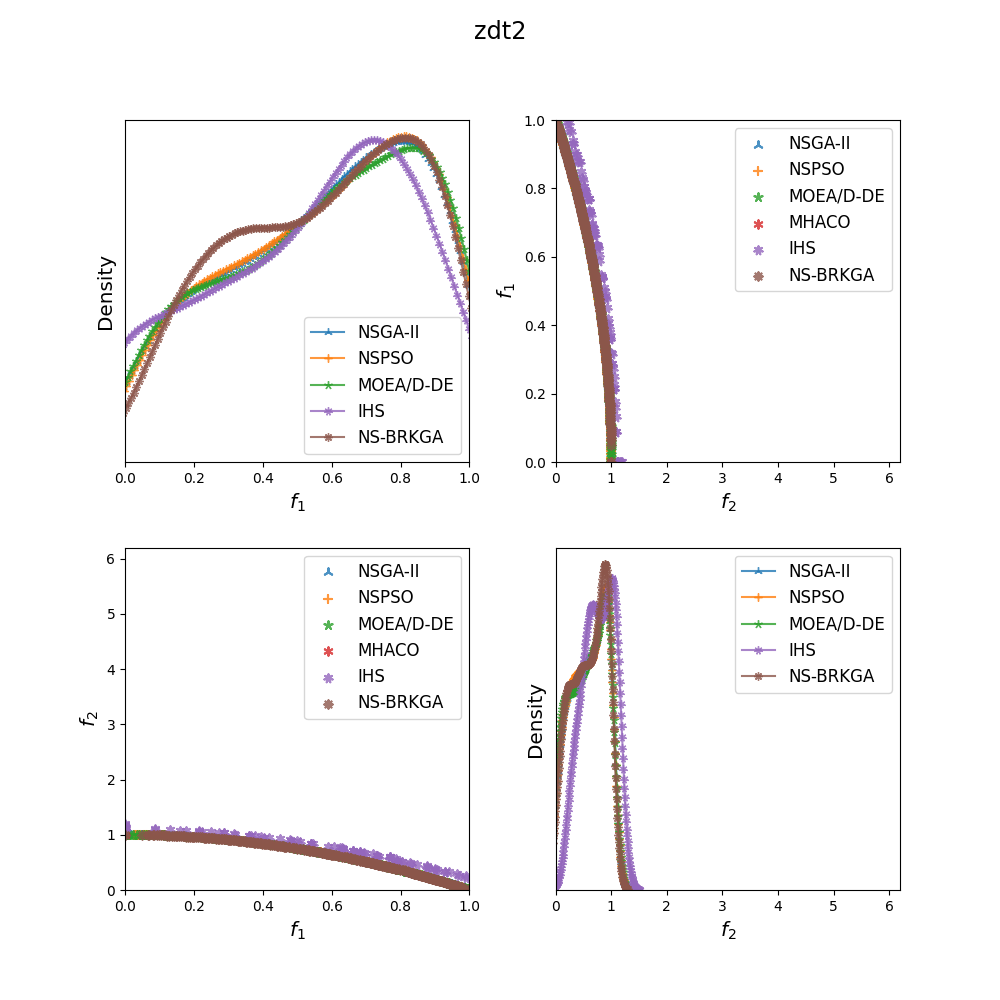 zdt2
Density
NSGA-II
NSPSO
MOEA/D-DE
IHS
NS-BRKGA
0.0 0.2 0.4 0.6 0.8 1.0
f₁
1.0
0.8
0.6
0.4
0.2
0.0
f₁
NSGA-II
NSPSO
MOEA/D-DE
MHACO
IHS
NS-BRKGA
0 1 2 3 4 5 6
f₂
6
5
4
3
2
1
0
f₂
NSGA-II
NSPSO
MOEA/D-DE
MHACO
IHS
NS-BRKGA
0.0 0.2 0.4 0.6 0.8 1.0
f₁
Density
NSGA-II
NSPSO
MOEA/D-DE
IHS
NS-BRKGA
0 1 2 3 4 5 6
f₂